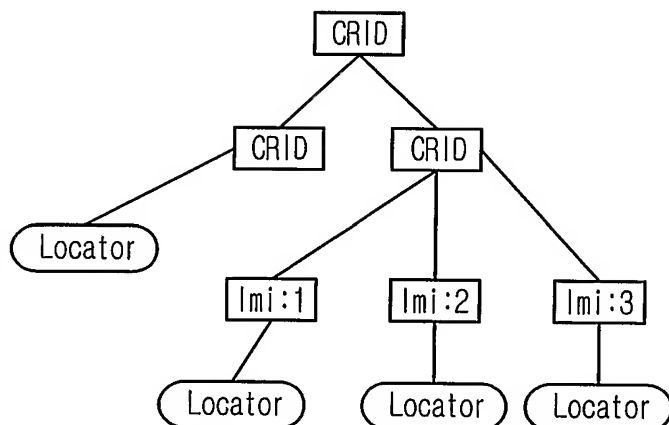 CRID
CRID
CRID
Locator
Imi:1
Imi:2
Imi:3
Locator
Locator
Locator